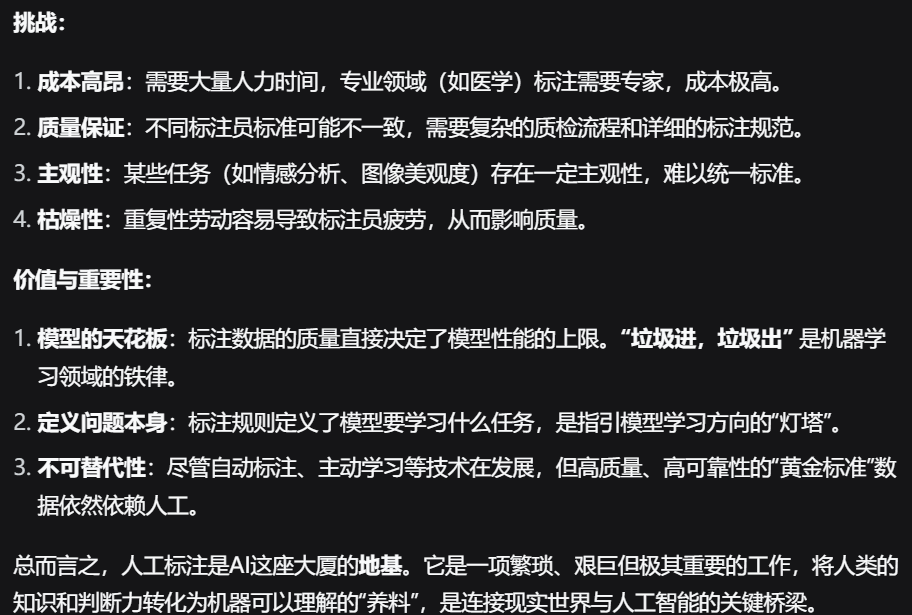 挑战：
1. 成本高昂：需要大量人力时间，专业领域（如医学）标注需要专家，成本极高。
2. 质量保证：不同标注员标准可能不一致，需要复杂的质检流程和详细的标注规范。
3. 主观性：某些任务（如情感分析、图像美观度）存在一定主观性，难以统一标准。
4. 枯燥性：重复性劳动容易导致标注员疲劳，从而影响质量。
价值与重要性：
1. 模型的天花板：标注数据的质量直接决定了模型性能的上限。“垃圾进，垃圾出” 是机器学
习领域的铁律。
2. 定义问题本身：标注规则定义了模型要学习什么任务，是指引模型学习方向的“灯塔”。
3. 不可替代性：尽管自动标注、主动学习等技术在发展，但高质量、高可靠性的“黄金标准”数
据依然依赖人工。
总而言之，人工标注是AI这座大厦的地基。它是一项繁琐、艰巨但极其重要的工作，将人类的
知识和判断力转化为机器可以理解的“养料”，是连接现实世界与人工智能的关键桥梁。